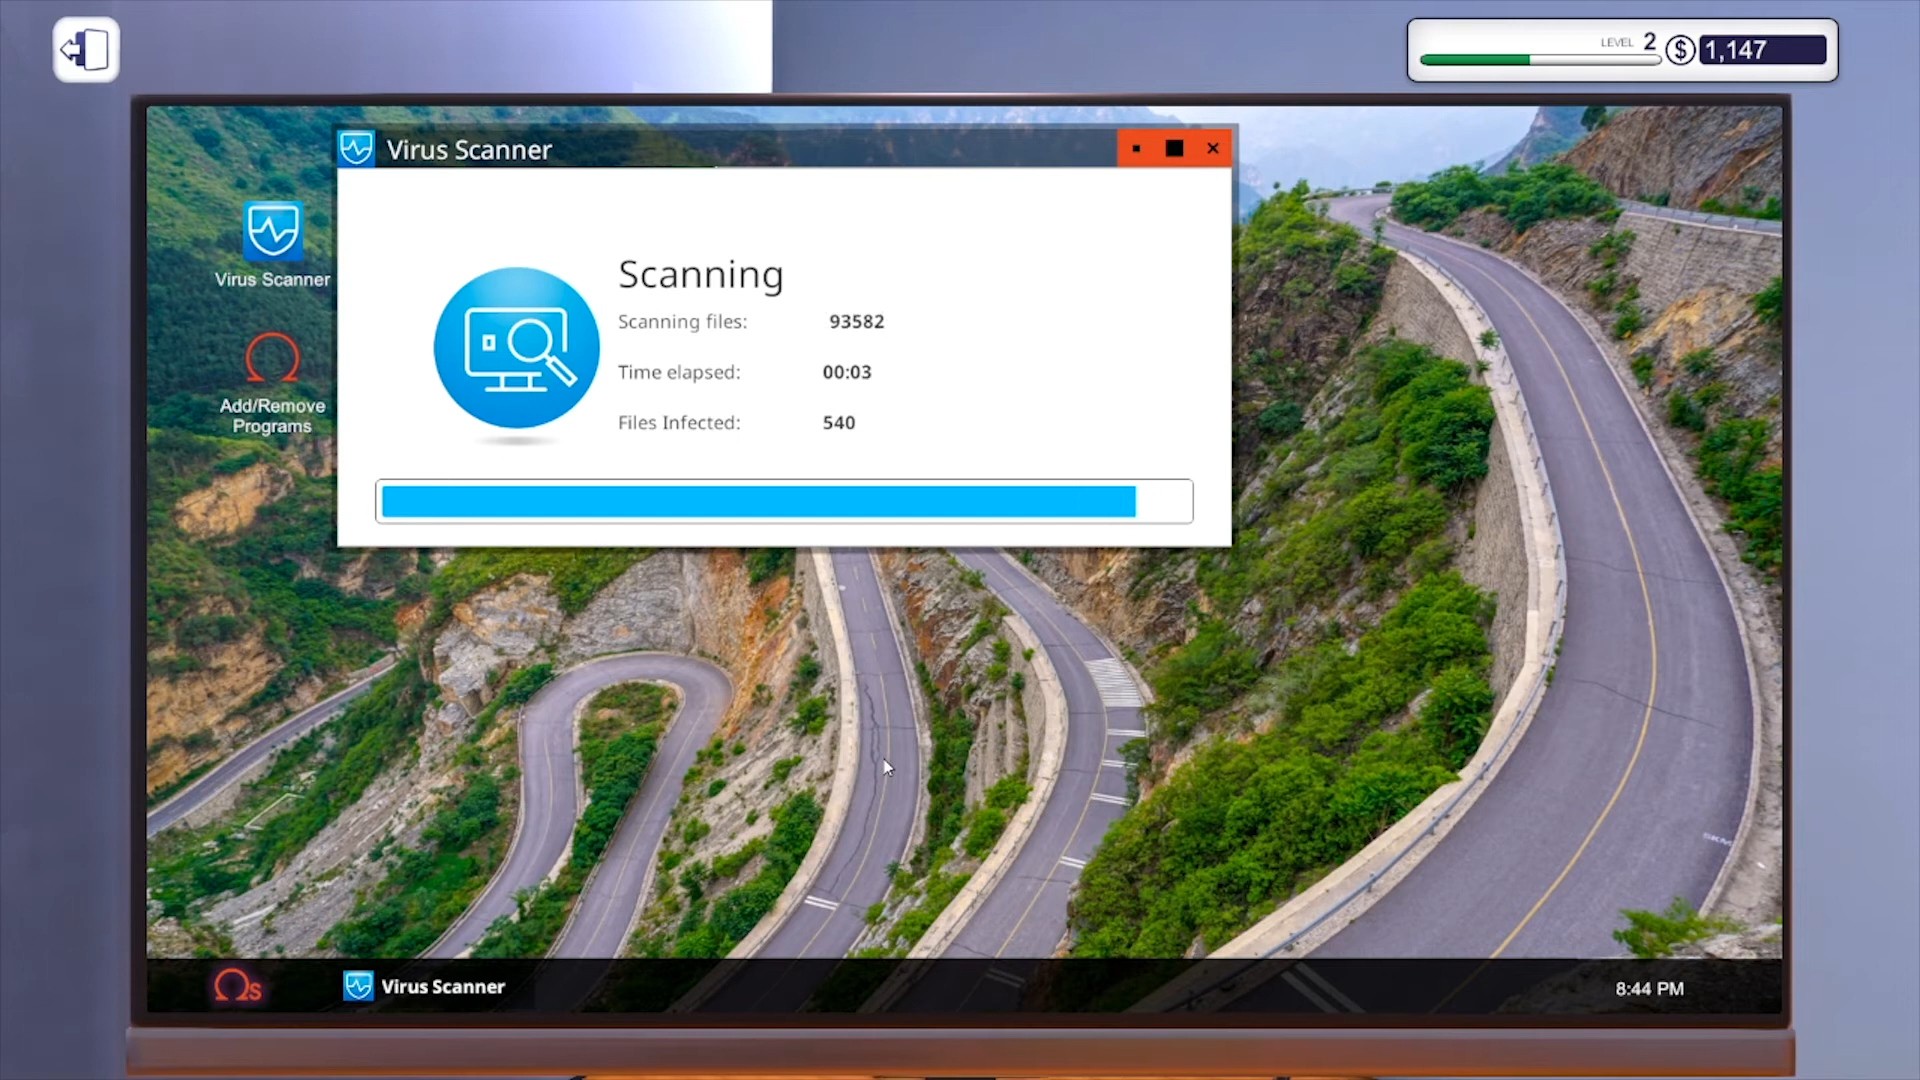 LEVEL 2 $ 1,147
Virus Scanner
Virus Scanner
Add/Remove
Programs
Scanning
Scanning files: 93582
Time elapsed: 00:03
Files Infected: 540
Ωs
Virus Scanner
8:44 PM